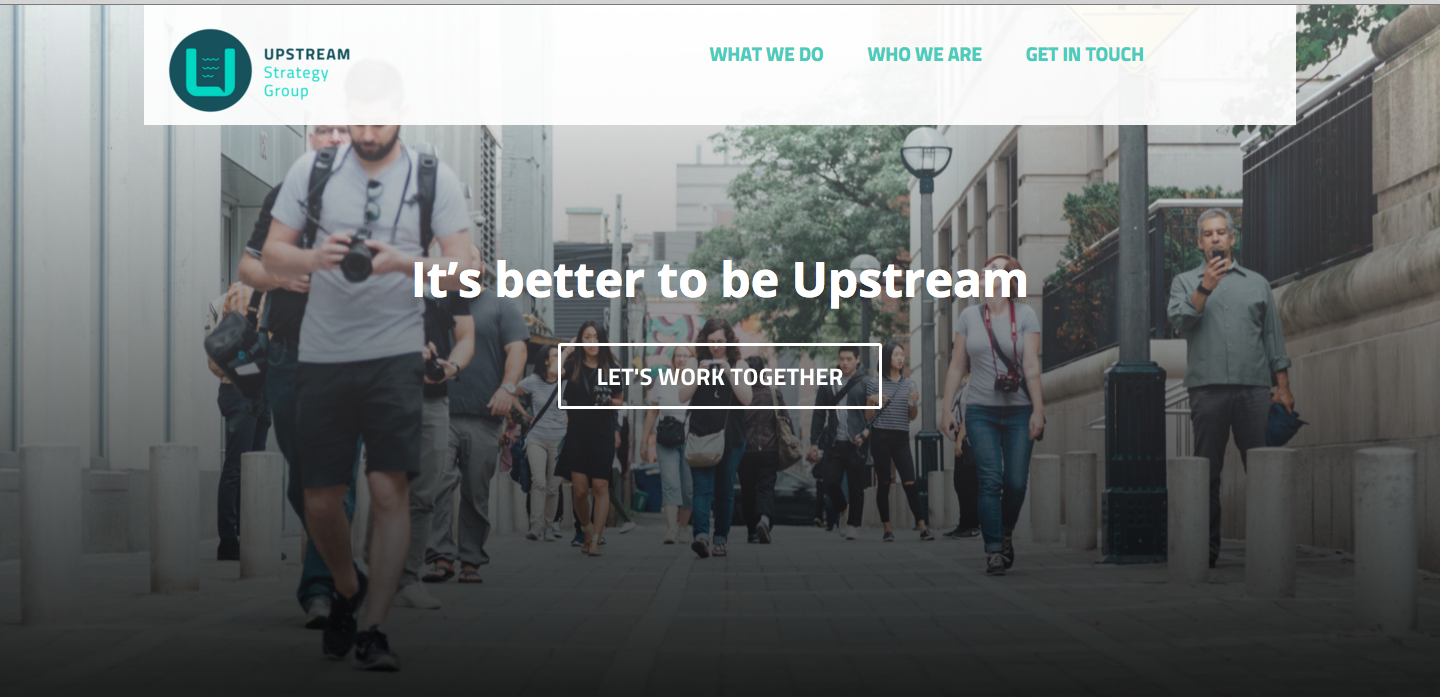 UPSTREAM
Strategy
Group
WHAT WE DO WHO WE ARE GET IN TOUCH
It’s better to be Upstream
LET'S WORK TOGETHER